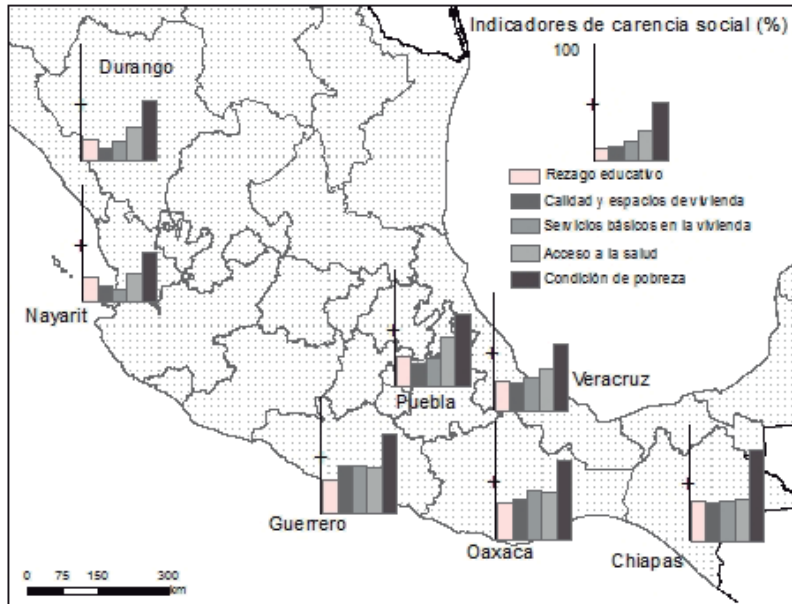 Indicadores de carencia social (%)
100
Rezago educativo
Calidad y espacios de vivienda
Servicios básicos en la vivienda
Acceso a la salud
Condición de pobreza
Durango
Nayarit
Puebla
Veracruz
Guerrero
Oaxaca
Chiapas
0 75 150 300
km